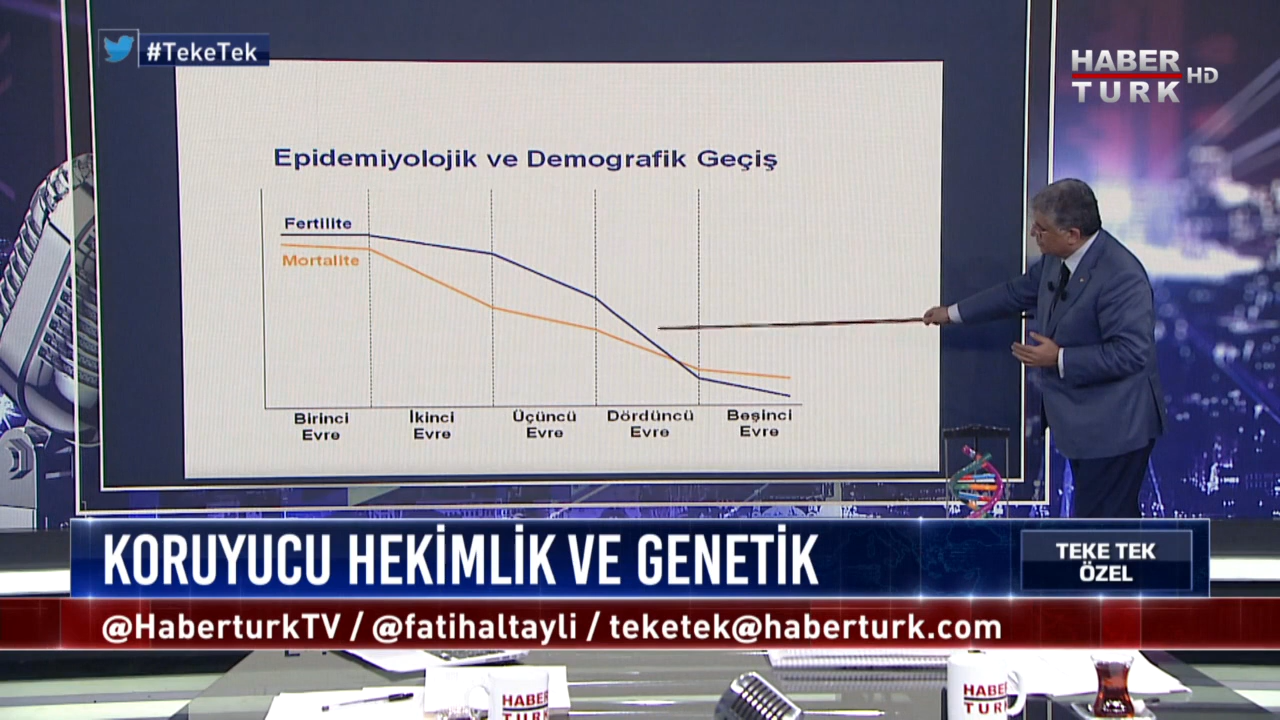 #TekeTek
HABER
TURK HD
Epidemiyolojik ve Demografik Geçiş
Fertilite
Mortalite
Birinci
Evre
İkinci
Evre
Üçüncü
Evre
Dördüncü
Evre
Beşinci
Evre
KORUYUCU HEKİMLİK VE GENETİK
TEKE TEK
ÖZEL
@HaberturkTV / @fatihaltayli / teketek@haberturk.com
HABER
TURK
HABER
TURK